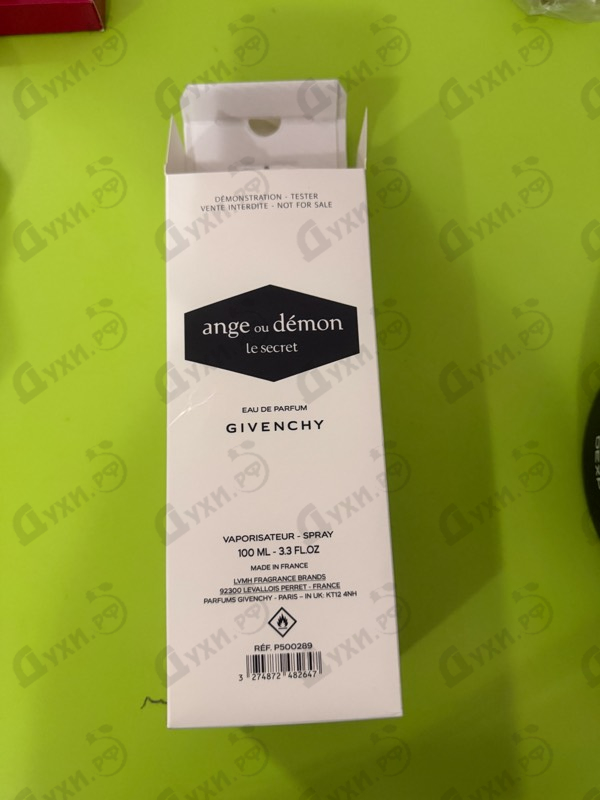 DÉMONSTRATION - TESTER
VENTE INTERDITE - NOT FOR SALE
ange ou démon
le secret
EAU DE PARFUM
GIVENCHY
VAPORISATEUR - SPRAY
100 ML - 3.3 FL.OZ
MADE IN FRANCE
LVMH FRAGRANCE BRANDS
92300 LEVALLOIS PERRET - FRANCE
PARFUMS GIVENCHY - PARIS - IN UK: KT12 4NH
RÉF. P500289
3 274872 482647
Духи.РФ